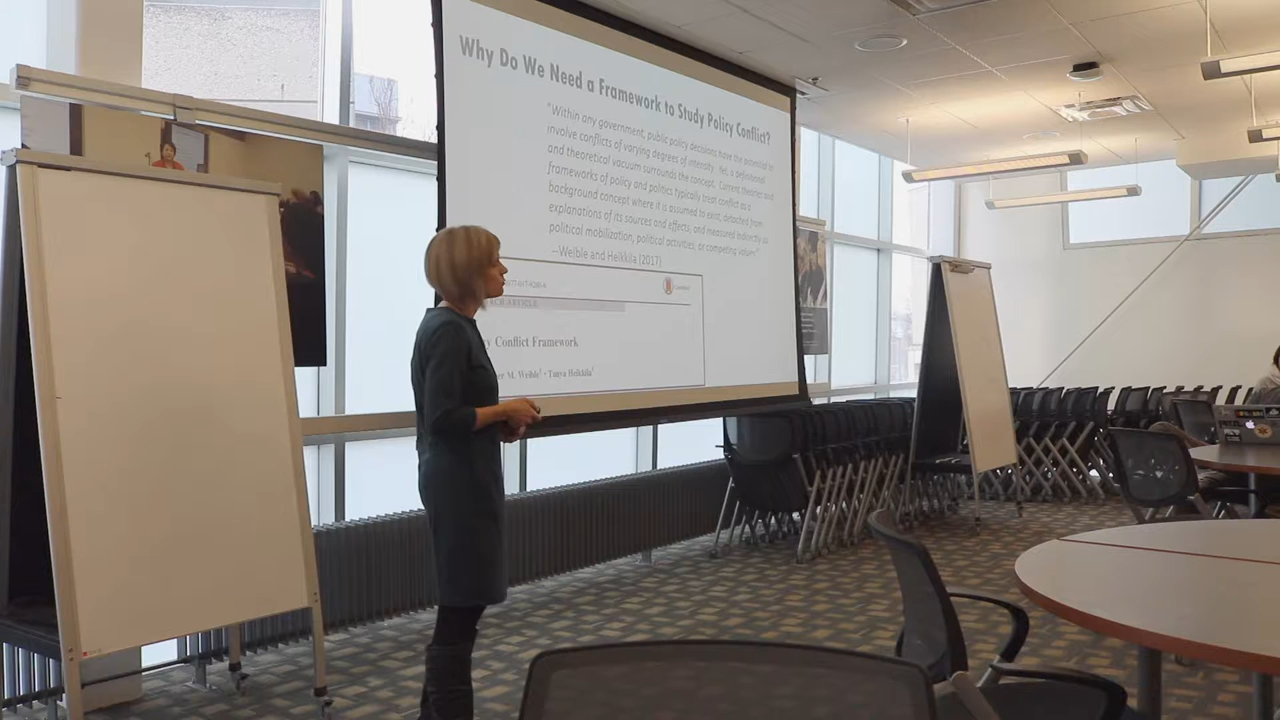 Why Do We Need a Framework to Study Policy Conflict?
"Within any government, public policy decisions have the potential to
involve conflicts of varying degrees of intensity. Yet, a definitional
and theoretical vacuum surrounds the concept. Current theories and
frameworks of policy and politics typically treat conflict as a
background concept where it is assumed to exist, detached from
explanations of its sources and effects, and measured indirectly as
political mobilization, political activities, or competing values."
--Weible and Heikkila (2017)
ARTICLE
Conflict Framework
M. Weible¹ · Tanya Heikkila¹